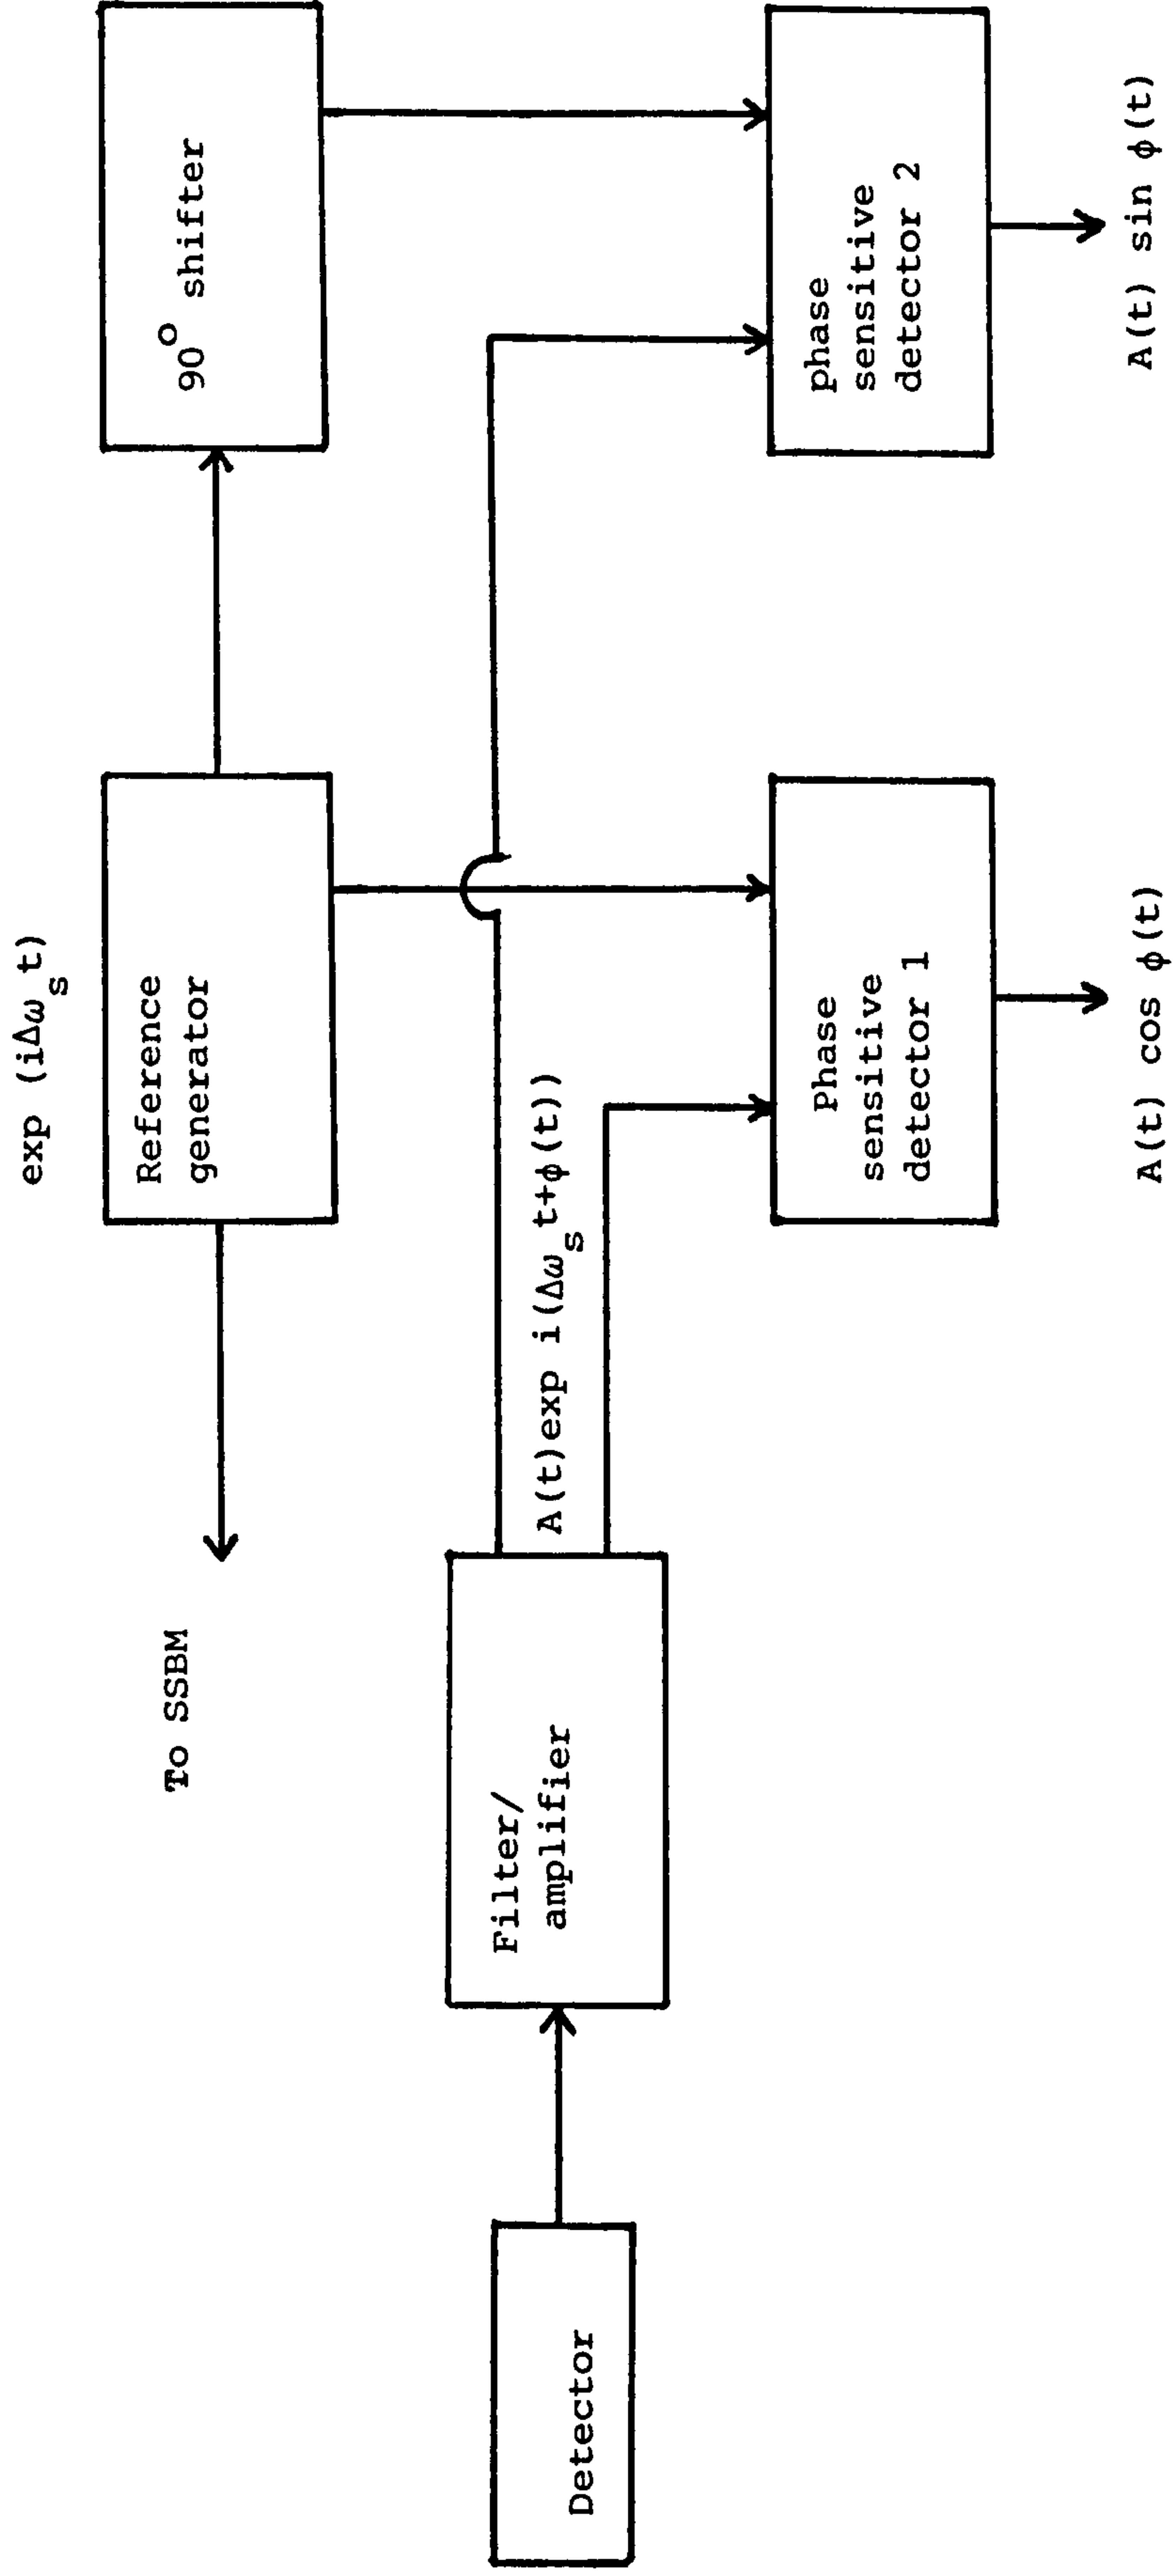 exp (iΔω_s t)
Reference
generator
90° shifter
To SSBM
Detector
Filter/
amplifier
A(t)exp i(Δω_s t+ϕ(t))
Phase
sensitive
detector 1
phase
sensitive
detector 2
A(t) cos ϕ(t)
A(t) sin ϕ(t)